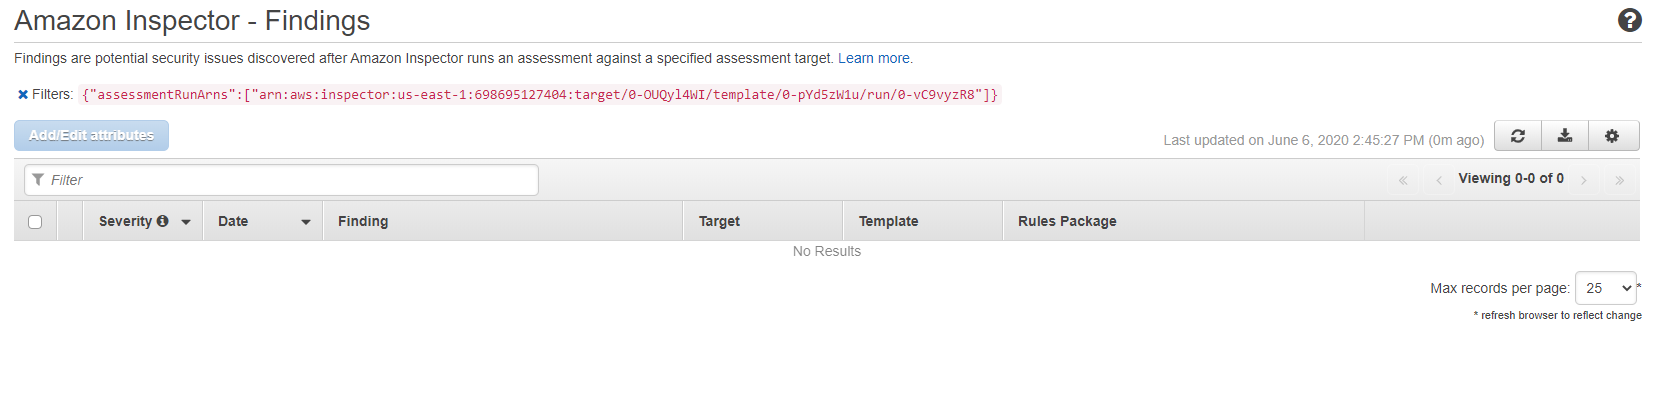 Amazon Inspector - Findings
Findings are potential security issues discovered after Amazon Inspector runs an assessment against a specified assessment target. Learn more.
Filters: {"assessmentRunArns":["arn:aws:inspector:us-east-1:698695127404:target/0-OUQyl4WI/template/0-pYd5zW1u/run/0-vC9vyzR8"]}
Add/Edit attributes
Last updated on June 6, 2020 2:45:27 PM (0m ago)
Filter
Viewing 0-0 of 0
Severity Date Finding Target Template Rules Package
No Results
Max records per page: 25 *
* refresh browser to reflect change